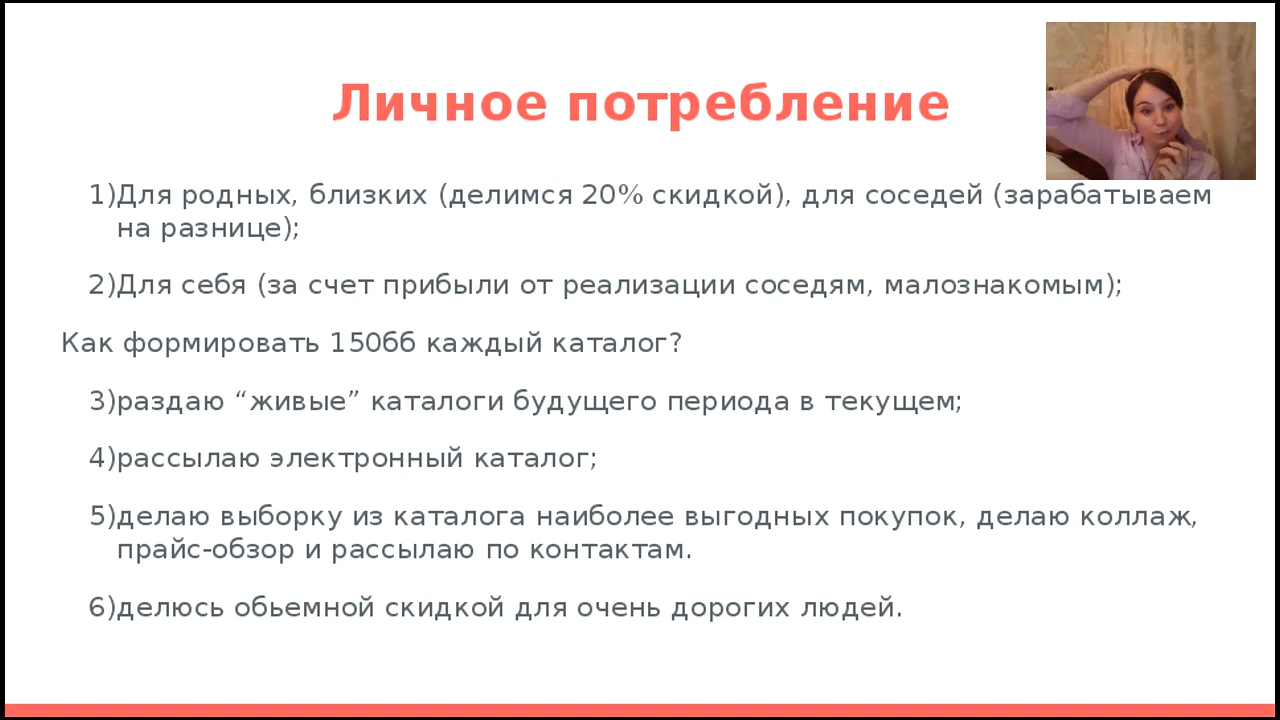 Личное потребление
1)Для родных, близких (делимся 20% скидкой), для соседей (зарабатываем
на разнице);
2)Для себя (за счет прибыли от реализации соседям, малознакомым);
Как формировать 150бб каждый каталог?
3)раздаю “живые” каталоги будущего периода в текущем;
4)рассылаю электронный каталог;
5)делаю выборку из каталога наиболее выгодных покупок, делаю коллаж,
прайс-обзор и рассылаю по контактам.
6)делюсь обьемной скидкой для очень дорогих людей.